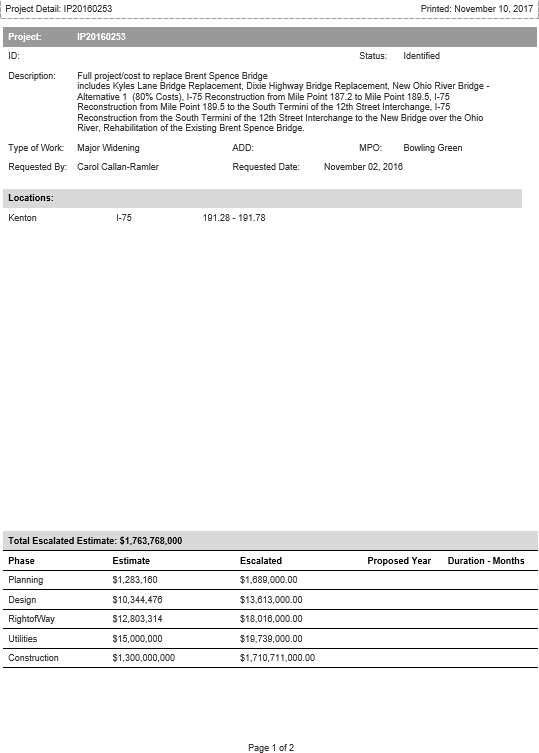 Project Detail: IP20160253 Printed: November 10, 2017
Project: IP20160253
ID: Status: Identified
Description: Full project/cost to replace Brent Spence Bridge
includes Kyles Lane Bridge Replacement, Dixie Highway Bridge Replacement, New Ohio River Bridge -
Alternative 1 (80% Costs), I-75 Reconstruction from Mile Point 187.2 to Mile Point 189.5, I-75
Reconstruction from Mile Point 189.5 to the South Termini of the 12th Street Interchange, I-75
Reconstruction from the South Termini of the 12th Street Interchange to the New Bridge over the Ohio
River, Rehabilitation of the Existing Brent Spence Bridge.
Type of Work: Major Widening ADD: MPO: Bowling Green
Requested By: Carol Callan-Ramler Requested Date: November 02, 2016
Locations:
Kenton I-75 191.28 - 191.78
Total Escalated Estimate: $1,763,768,000
Phase Estimate Escalated Proposed Year Duration - Months
Planning $1,283,160 $1,689,000.00
Design $10,344,476 $13,613,000.00
RightofWay $12,803,314 $18,016,000.00
Utilities $15,000,000 $19,739,000.00
Construction $1,300,000,000 $1,710,711,000.00
Page 1 of 2